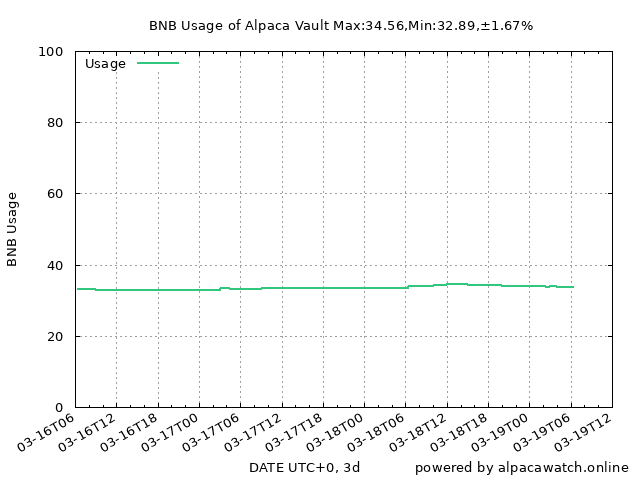 BNB Usage of Alpaca Vault Max:34.56,Min:32.89,±1.67%
Usage
100
80
60
40
20
0
BNB Usage
03-16T06
03-16T12
03-16T18
03-17T00
03-17T06
03-17T12
03-17T18
03-18T00
03-18T06
03-18T12
03-18T18
03-19T00
03-19T06
03-19T12
DATE UTC+0, 3d
powered by alpacawatch.online